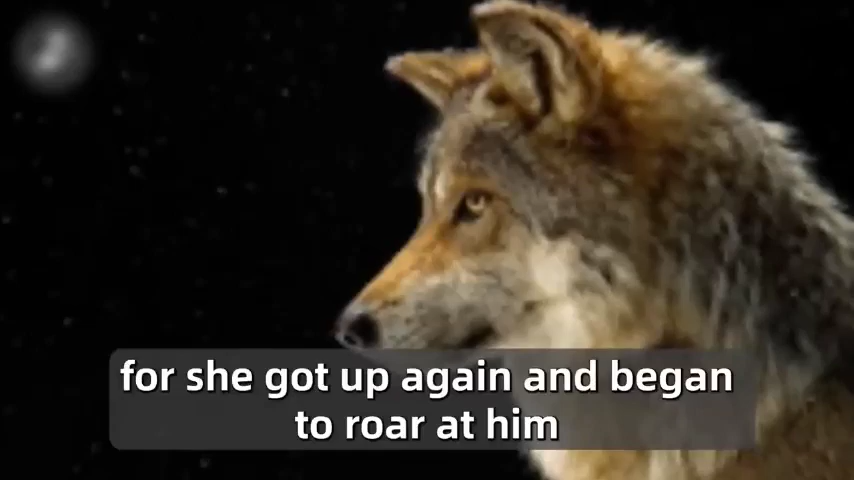 for she got up again and began
to roar at him